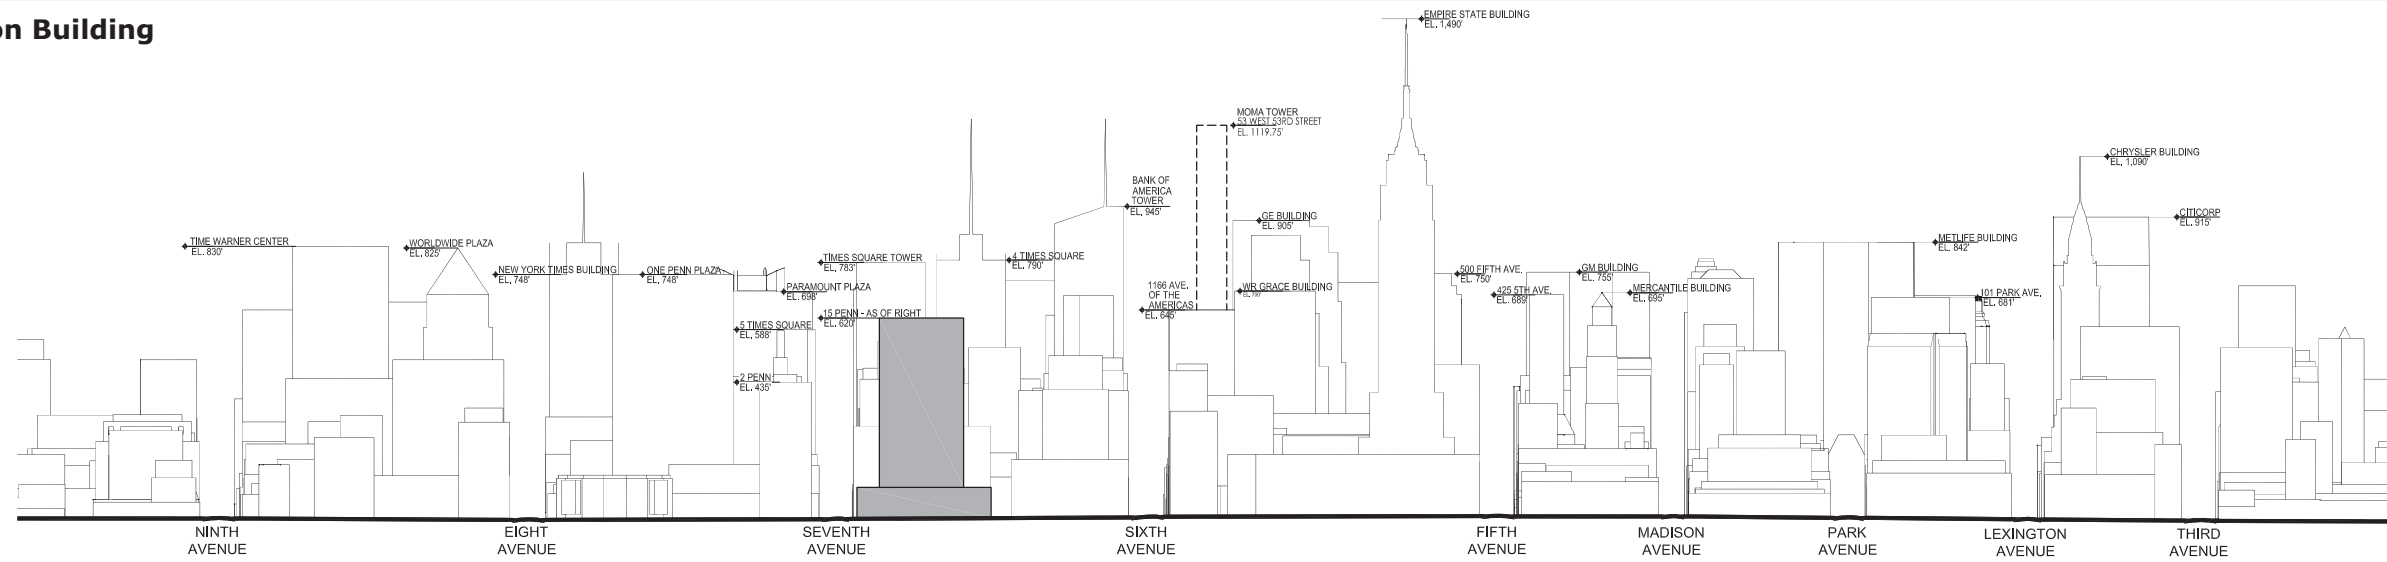 on Building
EMPIRE STATE BUILDING
EL. 1,490'
MOMA TOWER
53 WEST 53RD STREET
EL. 1119.75'
CHRYSLER BUILDING
EL, 1,090'
BANK OF
AMERICA
TOWER
EL, 945'
GE BUILDING
EL. 905'
CITICORP
EL. 915'
TIME WARNER CENTER
EL. 830'
WORLDWIDE PLAZA
EL. 825'
NEW YORK TIMES BUILDING
EL, 748'
ONE PENN PLAZA
EL, 748'
TIMES SQUARE TOWER
EL, 783'
4 TIMES SQUARE
EL. 790'
PARAMOUNT PLAZA
EL. 698'
15 PENN - AS OF RIGHT
EL. 620'
5 TIMES SQUARE
EL. 588'
2 PENN
EL. 435'
1166 AVE.
OF THE
AMERICAS
EL. 645'
WR GRACE BUILDING
EL. 700'
500 FIFTH AVE.
EL. 750'
425 5TH AVE.
EL. 689'
GM BUILDING
EL. 755'
MERCANTILE BUILDING
EL. 695'
METLIFE BUILDING
EL. 842'
101 PARK AVE.
EL. 681'
NINTH
AVENUE
EIGHT
AVENUE
SEVENTH
AVENUE
SIXTH
AVENUE
FIFTH
AVENUE
MADISON
AVENUE
PARK
AVENUE
LEXINGTON
AVENUE
THIRD
AVENUE